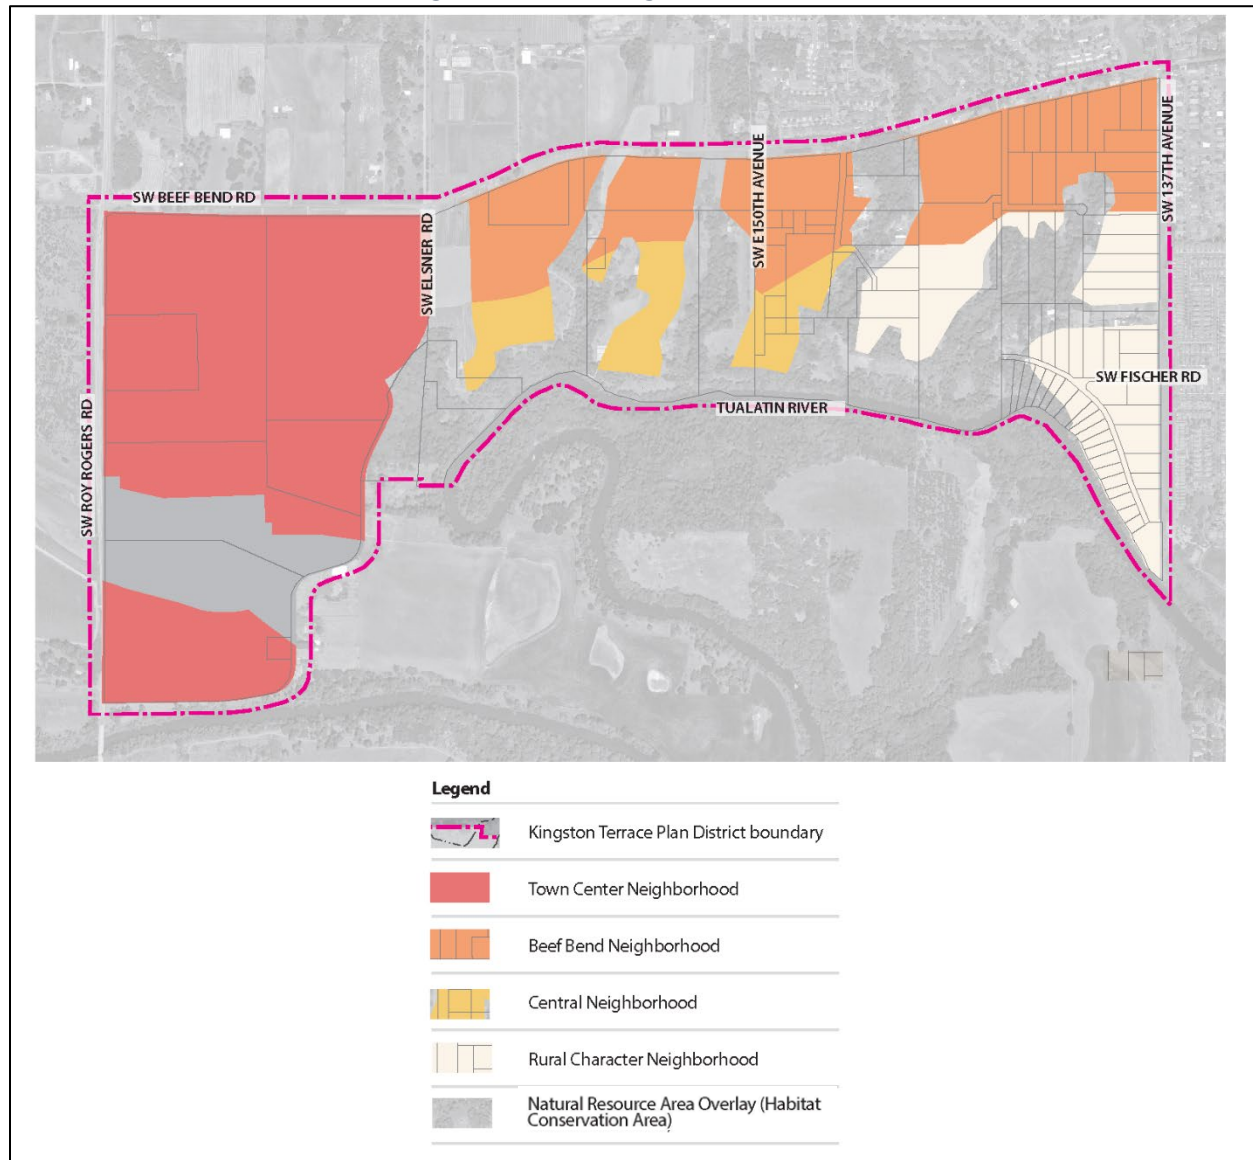 SW BEEF BEND RD
SW ELSNER RD
SW E150TH AVENUE
SW 137TH AVENUE
SW ROY ROGERS RD
SW FISCHER RD
TUALATIN RIVER
Legend
Kingston Terrace Plan District boundary
Town Center Neighborhood
Beef Bend Neighborhood
Central Neighborhood
Rural Character Neighborhood
Natural Resource Area Overlay (Habitat
Conservation Area)